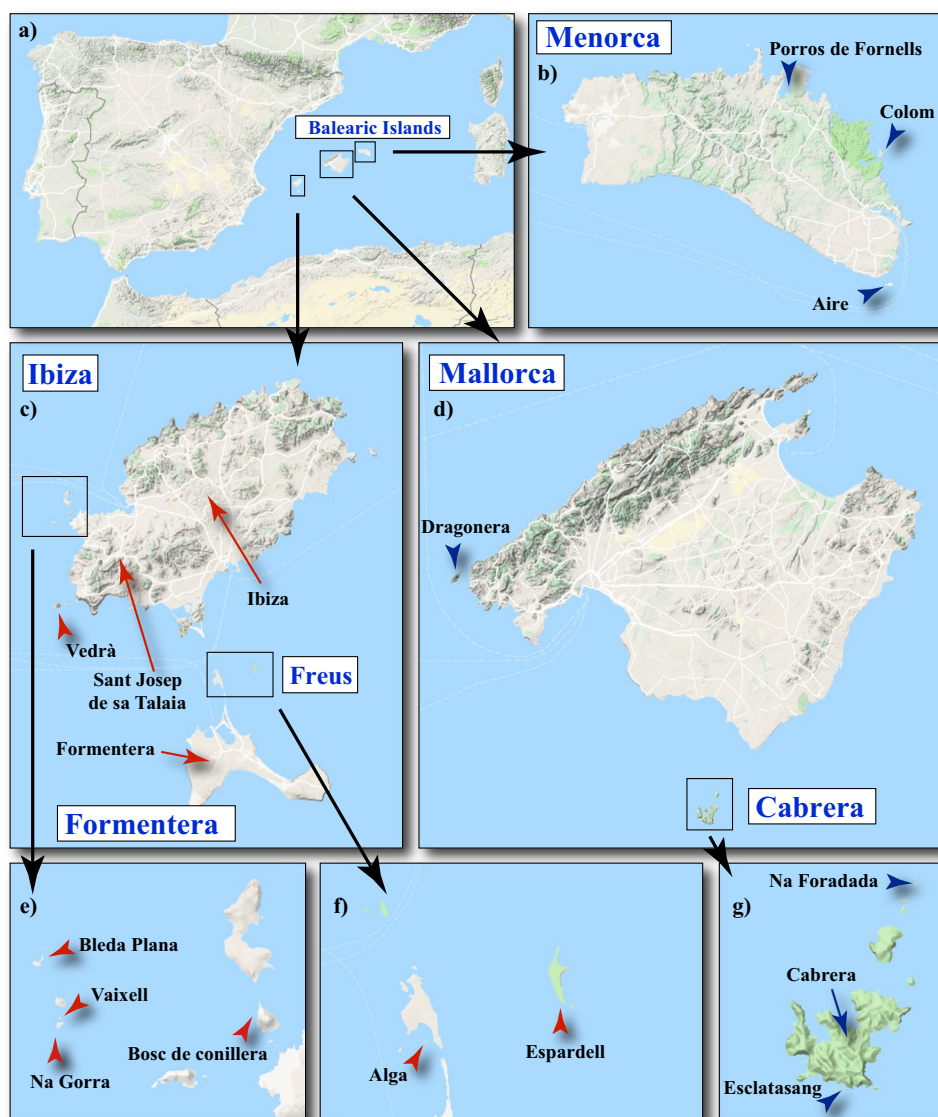 a)
Balearic Islands
Menorca
b)
Porros de Fornells
Colom
Aire
Ibiza
c)
Ibiza
Vedrà
Sant Josep
de sa Talaia
Freus
Formentera
Formentera
Mallorca
d)
Dragonera
Cabrera
e)
Bleda Plana
Vaixell
Bosc de conillera
Na Gorra
f)
Alga
Espardell
Na Foradada
g)
Cabrera
Esclatasang